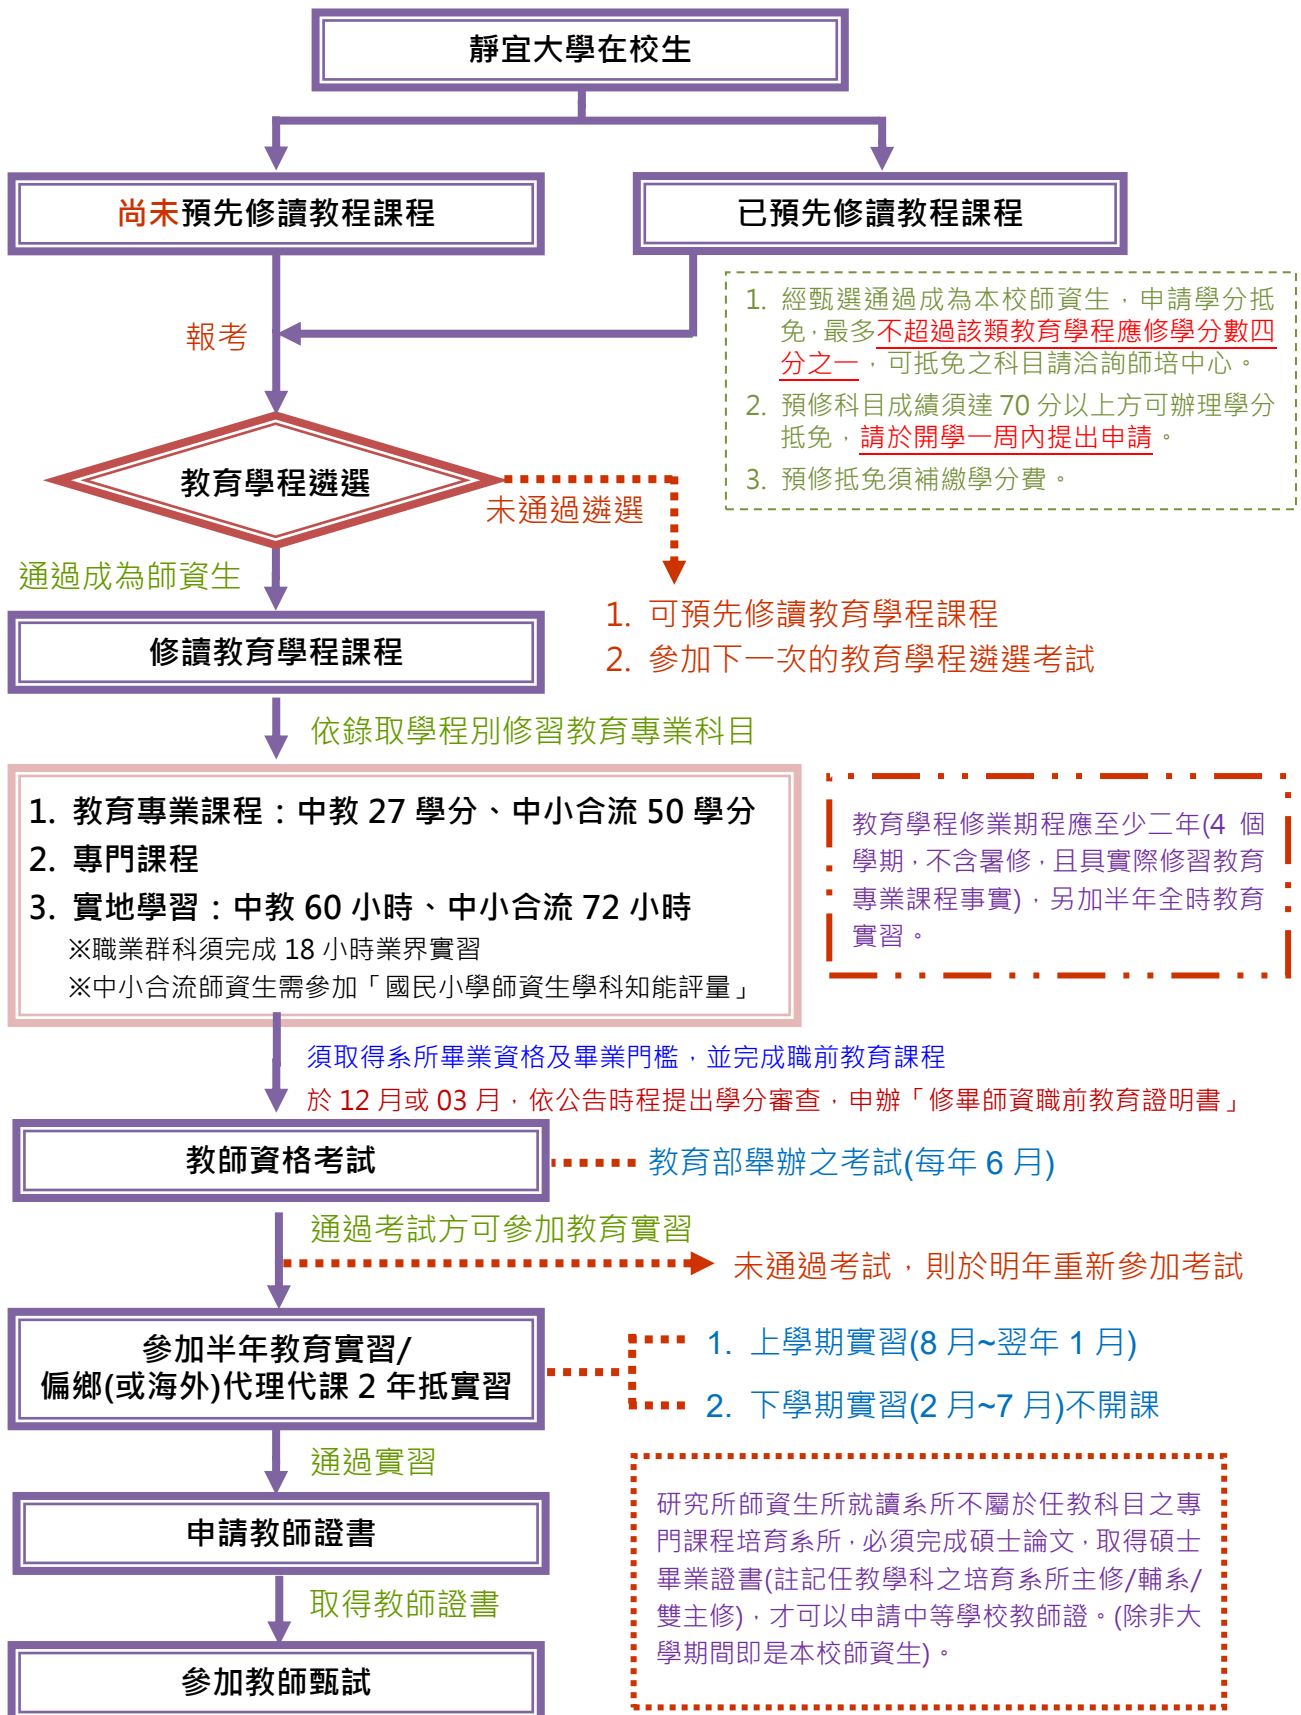 靜宜大學在校生
尚未預先修讀教程課程
已預先修讀教程課程
報考
1. 經甄選通過成為本校師資生，申請學分抵
免，最多不超過該類教育學程應修學分數四
分之一，可抵免之科目請洽詢師培中心。
2. 預修科目成績須達 70 分以上方可辦理學分
抵免，請於開學一周內提出申請。
3. 預修抵免須補繳學分費。
教育學程遴選
未通過遴選
通過成為師資生
1. 可預先修讀教育學程課程
2. 參加下一次的教育學程遴選考試
修讀教育學程課程
依錄取學程別修習教育專業科目
1. 教育專業課程：中教 27 學分、中小合流 50 學分
2. 專門課程
3. 實地學習：中教 60 小時、中小合流 72 小時
※職業群科須完成 18 小時業界實習
※中小合流師資生需參加「國民小學師資生學科知能評量」
教育學程修業期程應至少二年(4 個
學期，不含暑修，且具實際修習教育
專業課程事實)，另加半年全時教育
實習。
須取得系所畢業資格及畢業門檻，並完成職前教育課程
於 12 月或 03 月，依公告時程提出學分審查，申辦「修畢師資職前教育證明書」
教師資格考試
教育部舉辦之考試(每年 6 月)
通過考試方可參加教育實習
未通過考試，則於明年重新參加考試
參加半年教育實習/
偏鄉(或海外)代理代課 2 年抵實習
1. 上學期實習(8 月~翌年 1 月)
2. 下學期實習(2 月~7 月)不開課
通過實習
申請教師證書
取得教師證書
參加教師甄試
研究所師資生所就讀系所不屬於任教科目之專
門課程培育系所，必須完成碩士論文，取得碩士
畢業證書(註記任教學科之培育系所主修/輔系/
雙主修)，才可以申請中等學校教師證。(除非大
學期間即是本校師資生)。